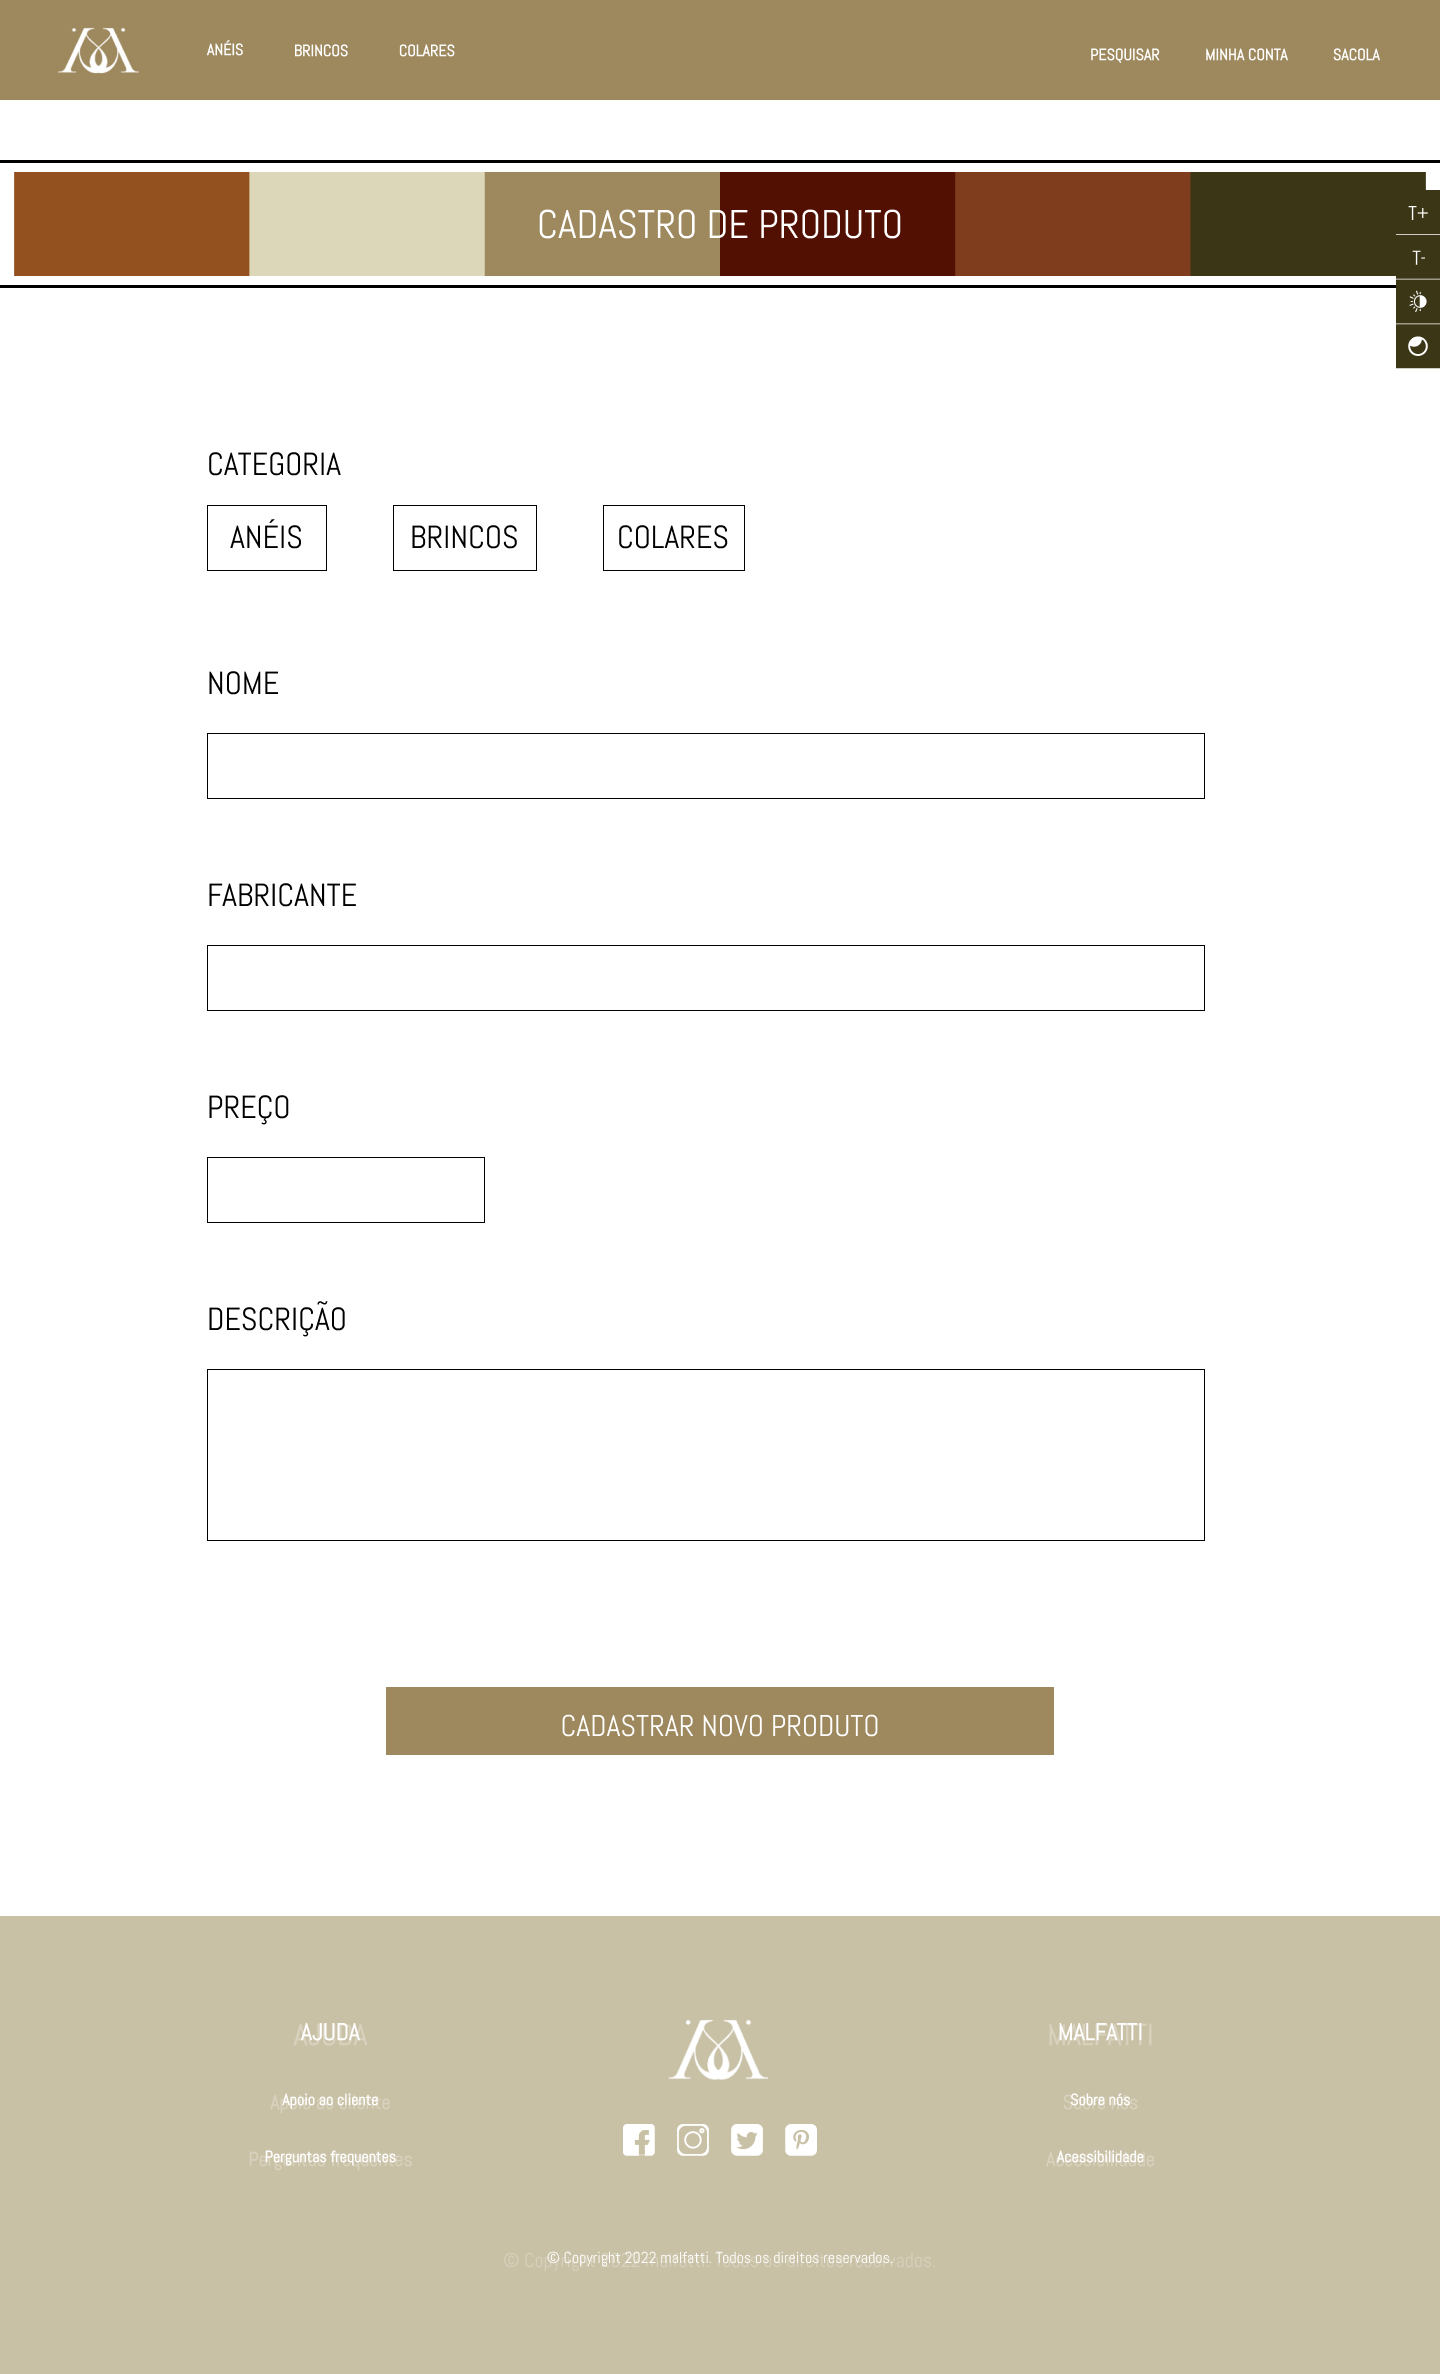 ANÉIS BRINCOS COLARES PESQUISAR MINHA CONTA SACOLA
CADASTRO DE PRODUTO
T+
T-
CATEGORIA
ANÉIS BRINCOS COLARES
NOME
FABRICANTE
PREÇO
DESCRIÇÃO
CADASTRAR NOVO PRODUTO
AJUDA
Apoio ao cliente
Perguntas frequentes
MALFATTI
Sobre nós
Acessibilidade
© Copyright 2022 malfatti. Todos os direitos reservados.